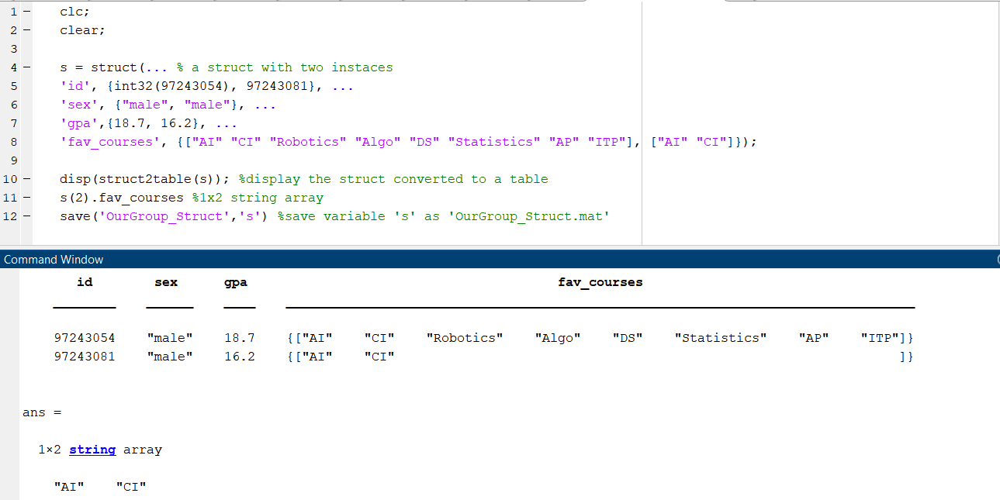 1 – clc;
2 – clear;
3
4 – s = struct(... % a struct with two instaces
5 'id', {int32(97243054), 97243081}, ...
6 'sex', {"male", "male"}, ...
7 'gpa',{18.7, 16.2}, ...
8 'fav_courses', {["AI" "CI" "Robotics" "Algo" "DS" "Statistics" "AP" "ITP"], ["AI" "CI"]});
9
10 – disp(struct2table(s)); %display the struct converted to a table
11 – s(2).fav_courses %1x2 string array
12 – save('OurGroup_Struct','s') %save variable 's' as 'OurGroup_Struct.mat'
Command Window
id sex gpa fav_courses
97243054 "male" 18.7 {["AI" "CI" "Robotics" "Algo" "DS" "Statistics" "AP" "ITP"]}
97243081 "male" 16.2 {["AI" "CI" ]}
ans =
1×2 string array
"AI" "CI"